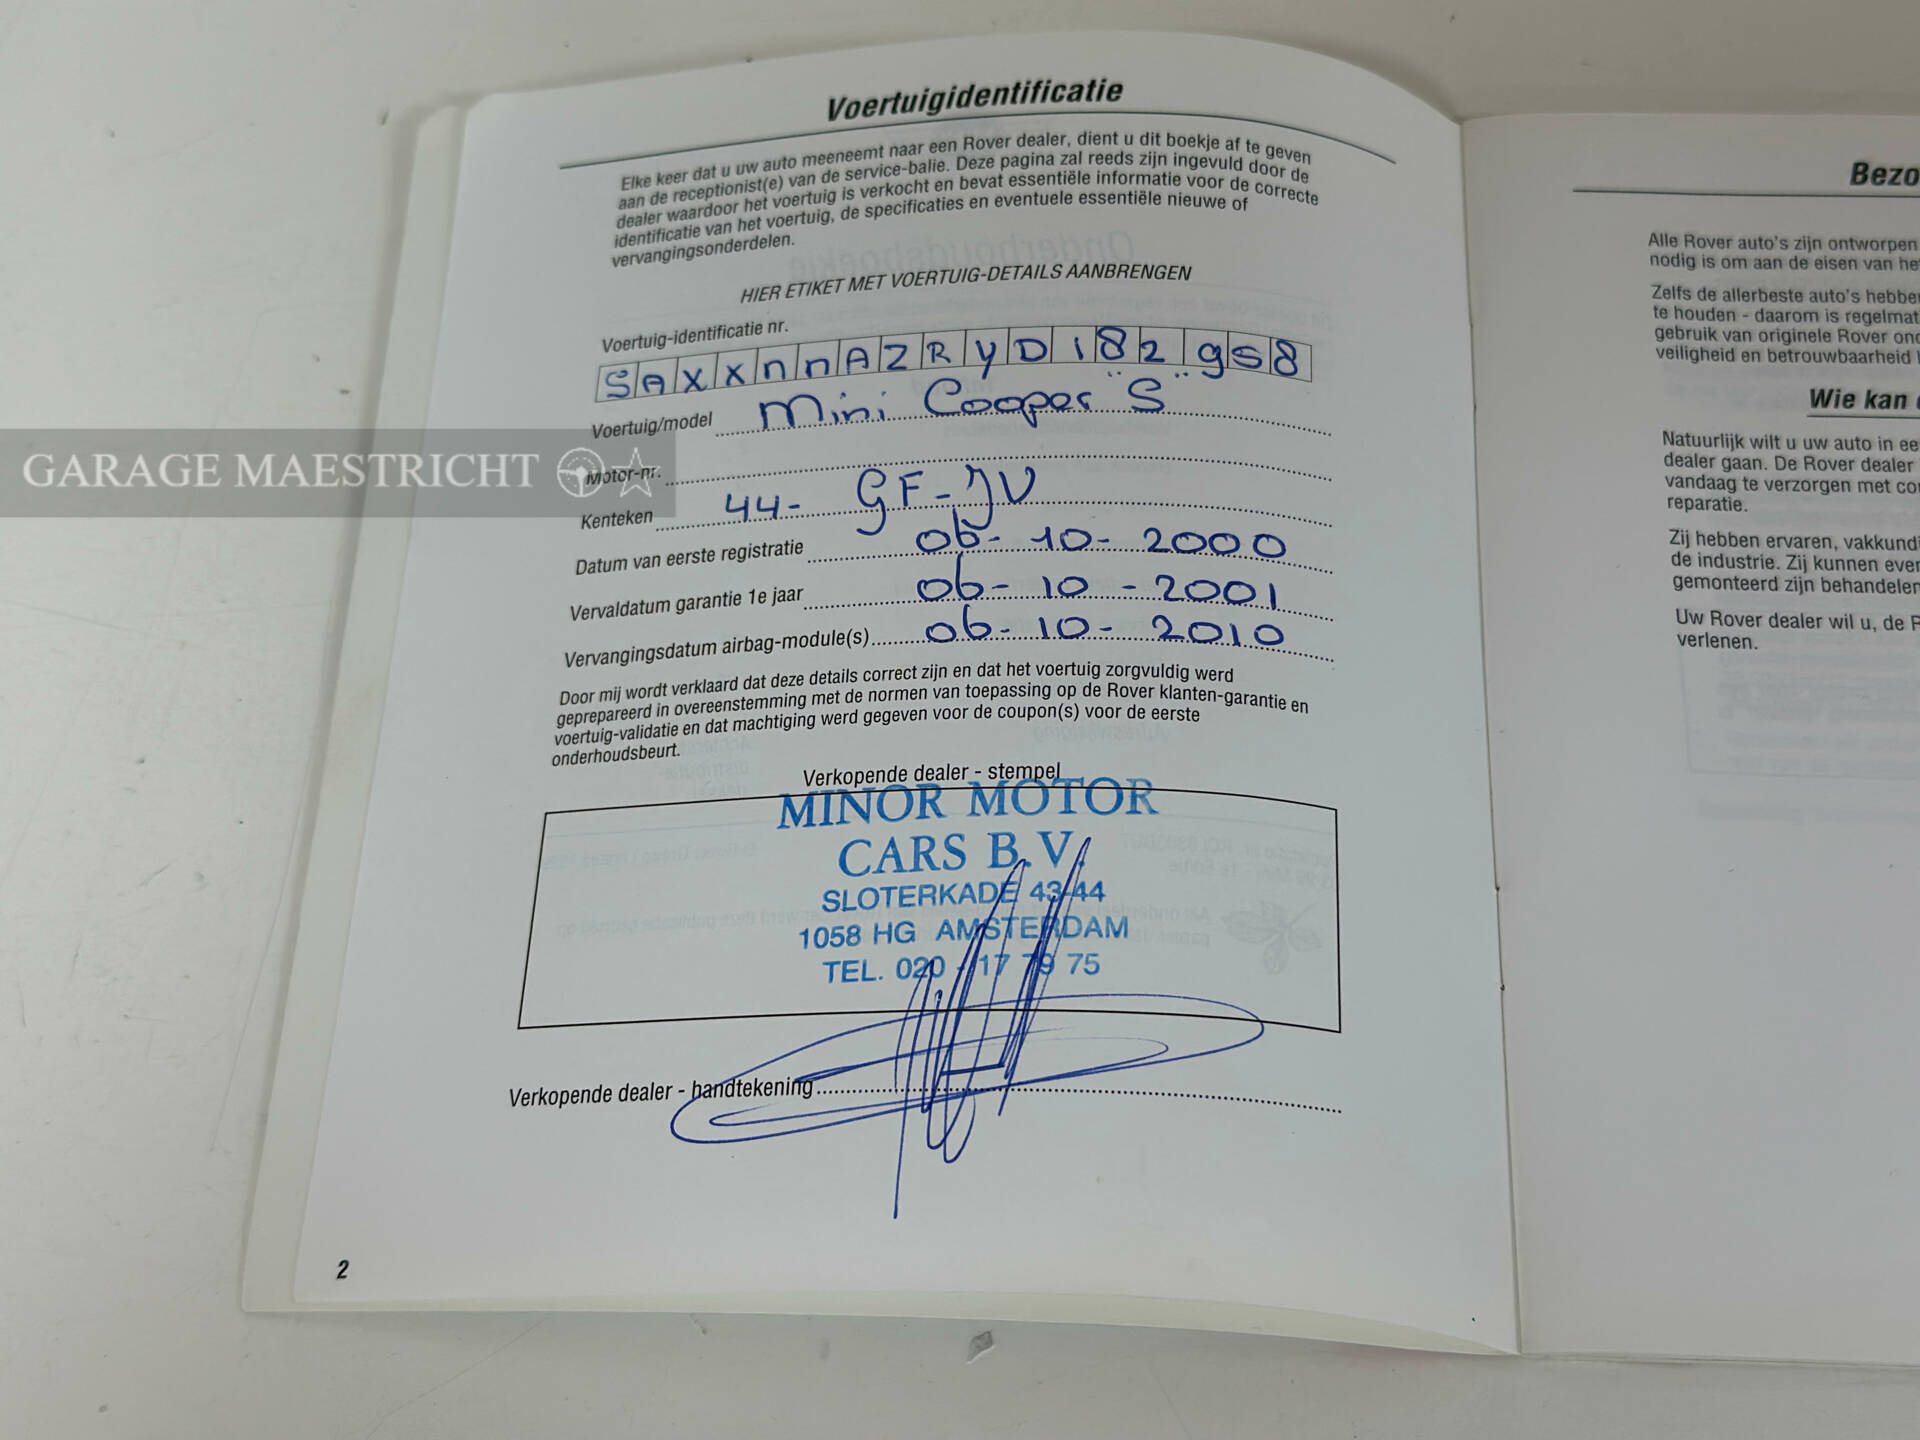 Voertuigidentificatie
Elke keer dat u uw auto meeneemt naar een Rover dealer, dient u dit boekje af te geven
aan de receptionist(e) van de service-balie. Deze pagina zal reeds zijn ingevuld door de
dealer waardoor het voertuig is verkocht en bevat essentiële informatie voor de correcte
identificatie van het voertuig, de specificaties en eventuele essentiële nieuwe of
vervangingsonderdelen.
HIER ETIKET MET VOERTUIG-DETAILS AANBRENGEN
Voertuig-identificatie nr.
SAXXnnAZRYD182958
Voertuig/model Mini Cooper "S"
Motor-nr.
GARAGE MAESTRICHT
Kenteken 44-GF-JV
Datum van eerste registratie 06-10-2000
Vervaldatum garantie 1e jaar 06-10-2001
Vervangingsdatum airbag-module(s) 06-10-2010
Door mij wordt verklaard dat deze details correct zijn en dat het voertuig zorgvuldig werd
geprepareerd in overeenstemming met de normen van toepassing op de Rover klanten-garantie en
voertuig-validatie en dat machtiging werd gegeven voor de coupon(s) voor de eerste
onderhoudsbeurt.
Verkopende dealer - stempel
MINOR MOTOR
CARS B.V.
SLOTERKADE 43-44
1058 HG AMSTERDAM
TEL. 020 17 79 75
Verkopende dealer - handtekening
2
Bezo
Alle Rover auto's zijn ontworpen
nodig is om aan de eisen van he
Zelfs de allerbeste auto's hebben
te houden - daarom is regelmat
gebruik van originele Rover ond
veiligheid en betrouwbaarheid
Wie kan
Natuurlijk wilt u uw auto in ee
dealer gaan. De Rover dealer
vandaag te verzorgen met co
reparatie.
Zij hebben ervaren, vakkundi
de industrie. Zij kunnen ever
gemonteerd zijn behandelen
Uw Rover dealer wil u, de R
verlenen.